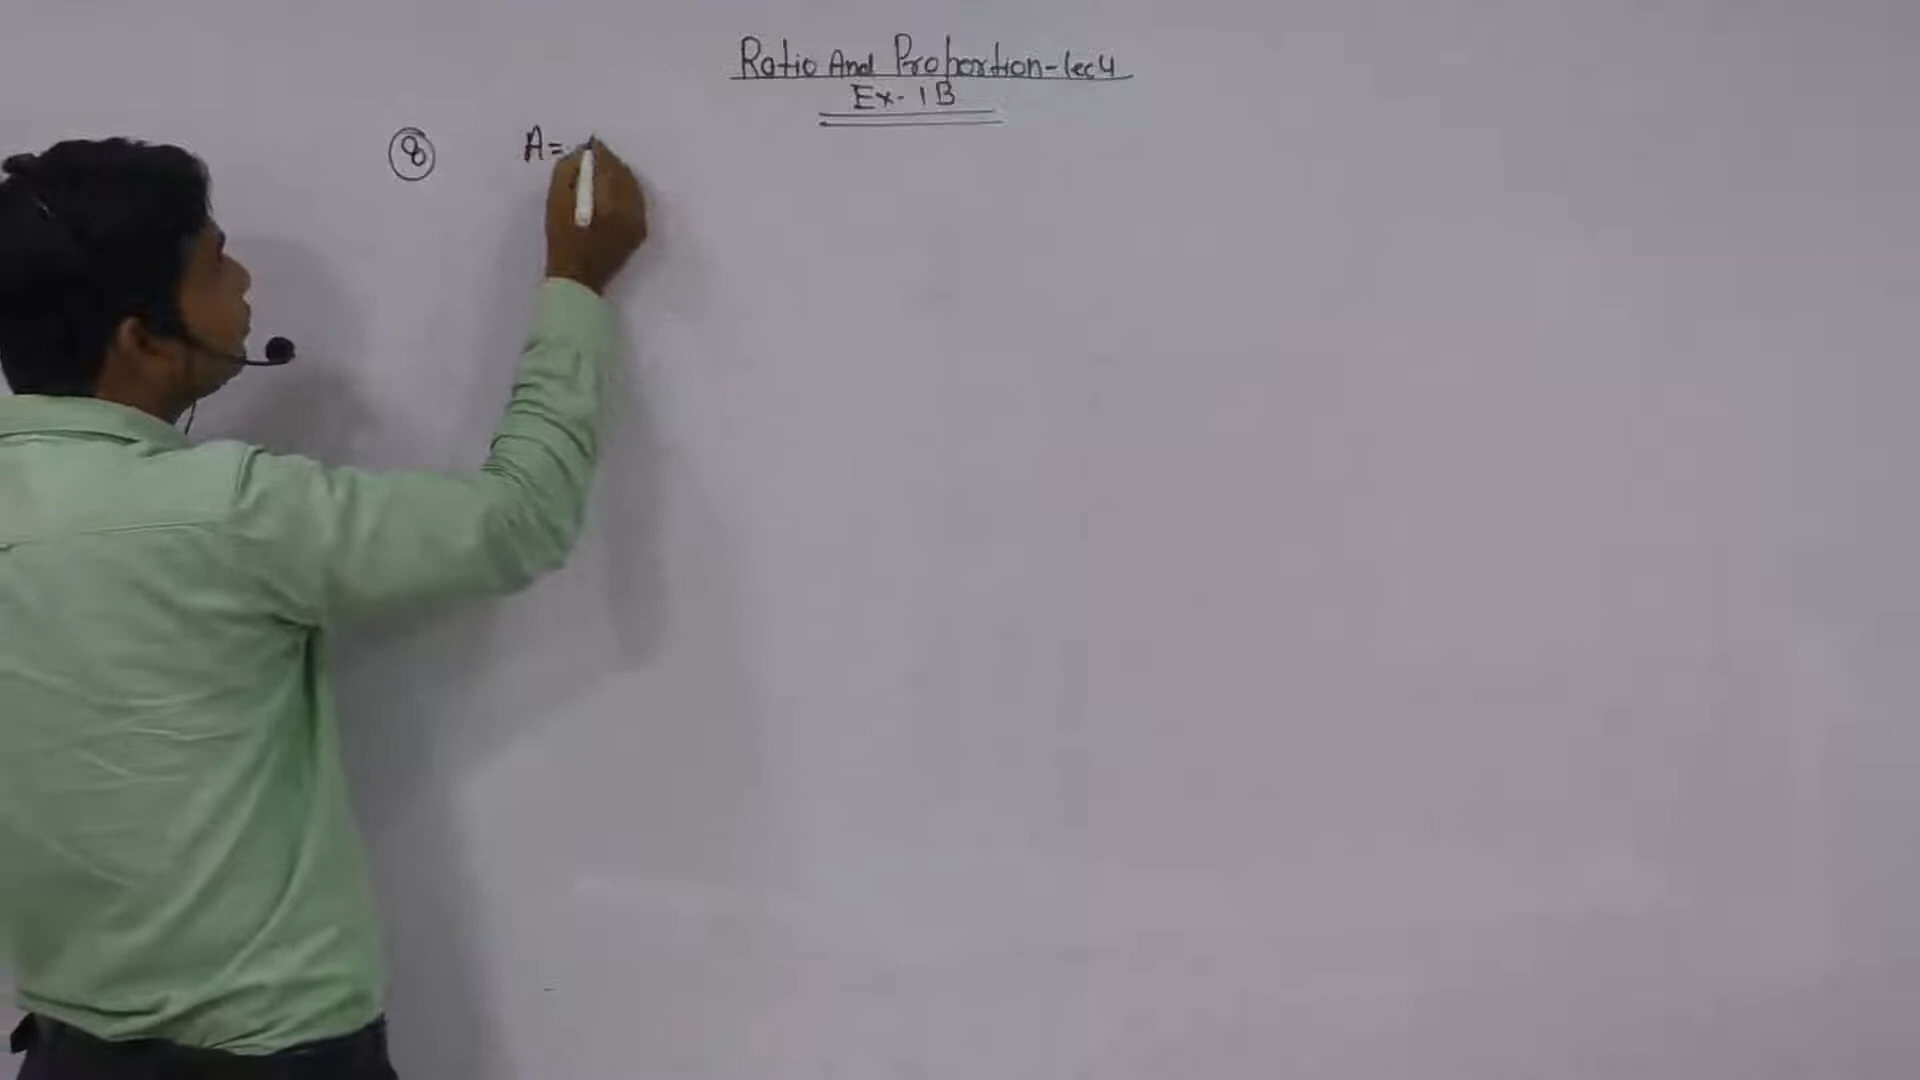 Ratio And Proportion-lec 4
Ex-1B
8 A=